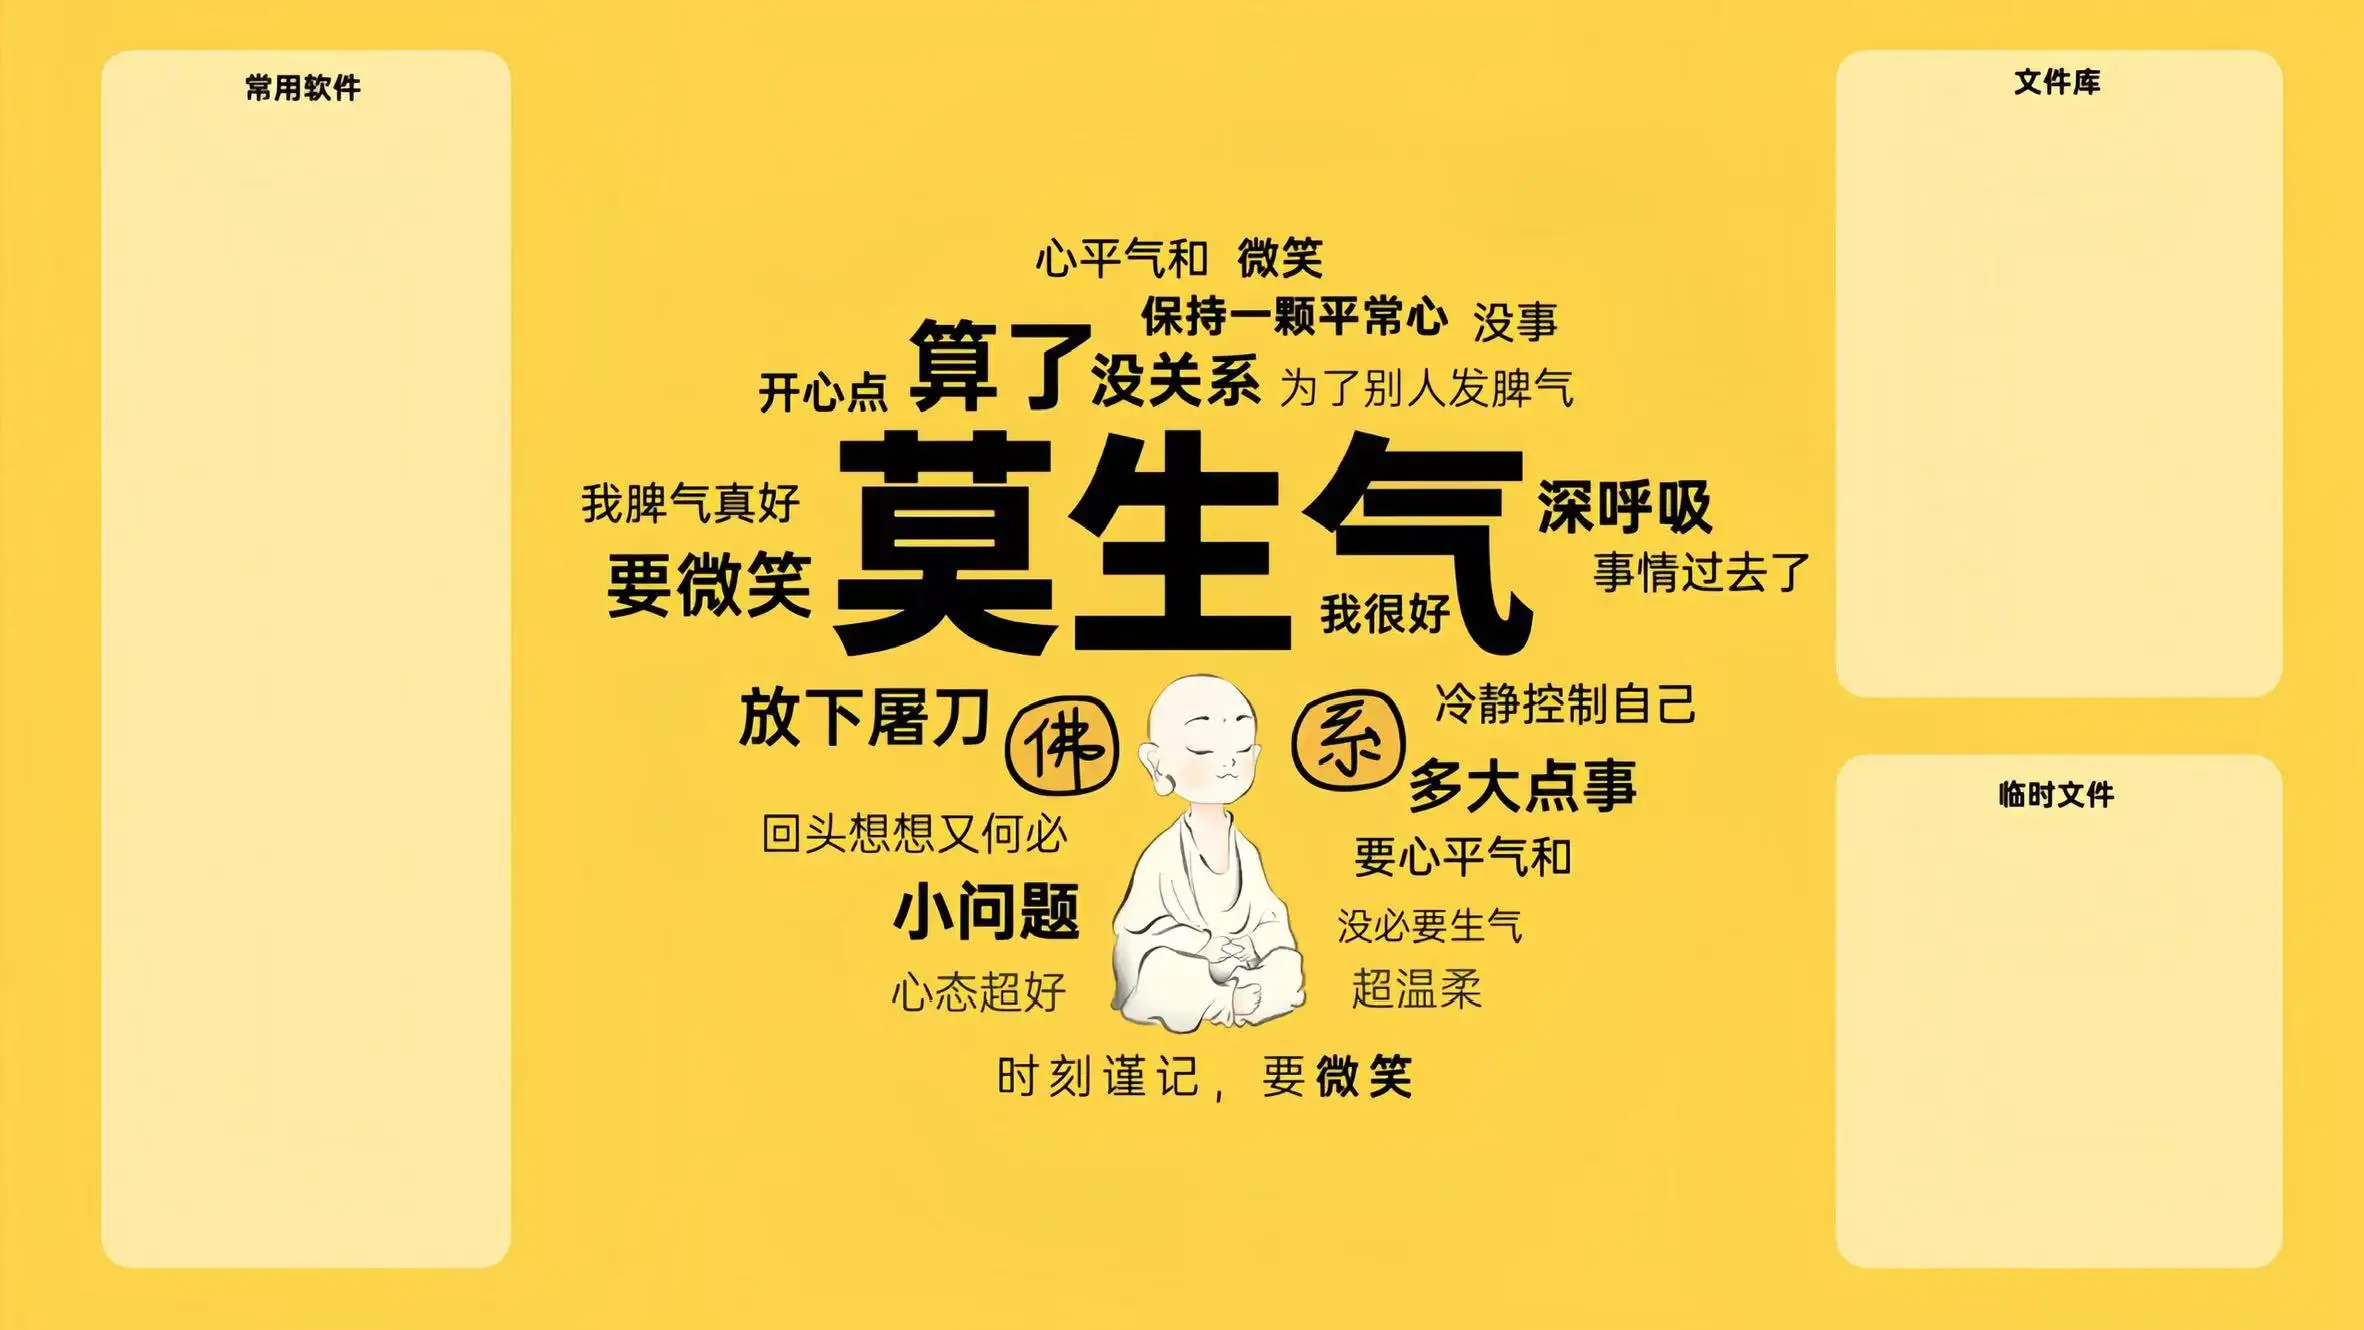 常用软件
文件库
心平气和 微笑
保持一颗平常心 没事
开心点 算了 没关系 为了别人发脾气
莫生气
我脾气真好
深呼吸
要微笑
事情过去了
我很好
放下屠刀
佛系
冷静控制自己
多大点事
临时文件
回头想想又何必
要心平气和
小问题
没必要生气
心态超好
超温柔
时刻谨记，要微笑